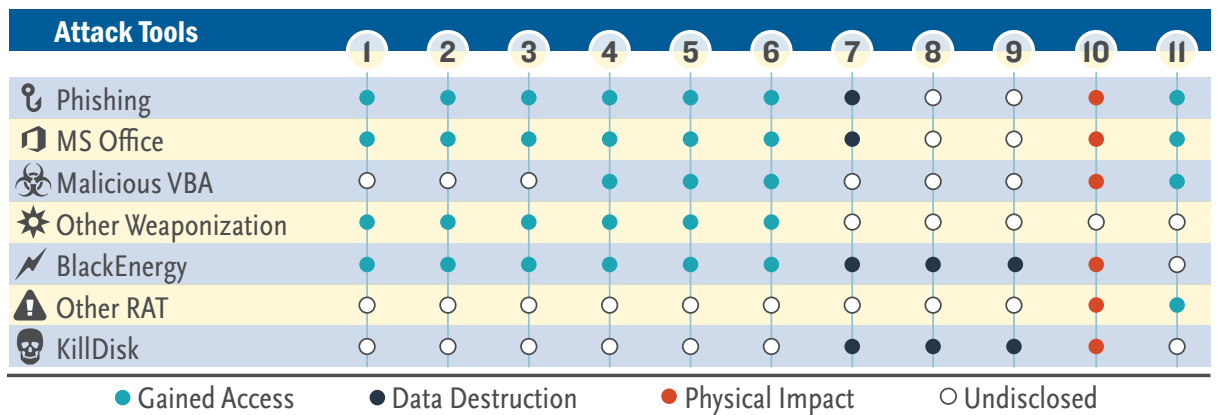 Attack Tools
1 2 3 4 5 6 7 8 9 10 11
Phishing
MS Office
Malicious VBA
Other Weaponization
BlackEnergy
Other RAT
KillDisk
Gained Access Data Destruction Physical Impact Undisclosed